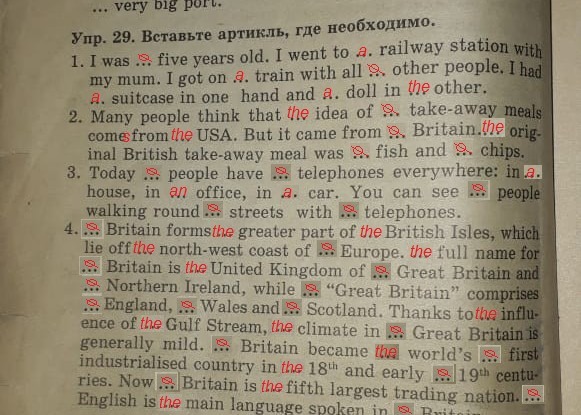 ... very big port.
Упр. 29. Вставьте артикль, где необходимо.
1. I was ∅ five years old. I went to a. railway station with
my mum. I got on a. train with all ∅ other people. I had
a. suitcase in one hand and a. doll in the other.
2. Many people think that the idea of ∅ take-away meals
comes from the USA. But it came from ∅ Britain. the orig-
inal British take-away meal was ∅ fish and ∅ chips.
3. Today ∅ people have ∅ telephones everywhere: in a.
house, in an office, in a. car. You can see ∅ people
walking round ∅ streets with ∅ telephones.
4. ∅ Britain forms the greater part of the British Isles, which
lie off the north-west coast of ∅ Europe. the full name for
∅ Britain is the United Kingdom of ∅ Great Britain and
∅ Northern Ireland, while ∅ “Great Britain” comprises
∅ England, ∅ Wales and ∅ Scotland. Thanks to the influ-
ence of the Gulf Stream, the climate in ∅ Great Britain is
generally mild. ∅ Britain became the world's ∅ first
industrialised country in the 18th and early ∅ 19th centu-
ries. Now ∅ Britain is the fifth largest trading nation. ∅
English is the main language spoken in ∅